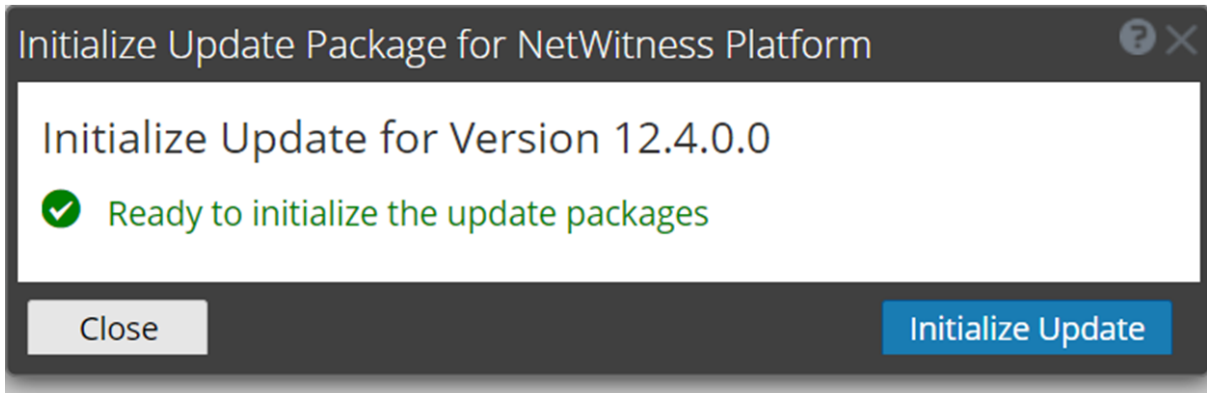 Initialize Update Package for NetWitness Platform
?
Initialize Update for Version 12.4.0.0
Ready to initialize the update packages
Close
Initialize Update